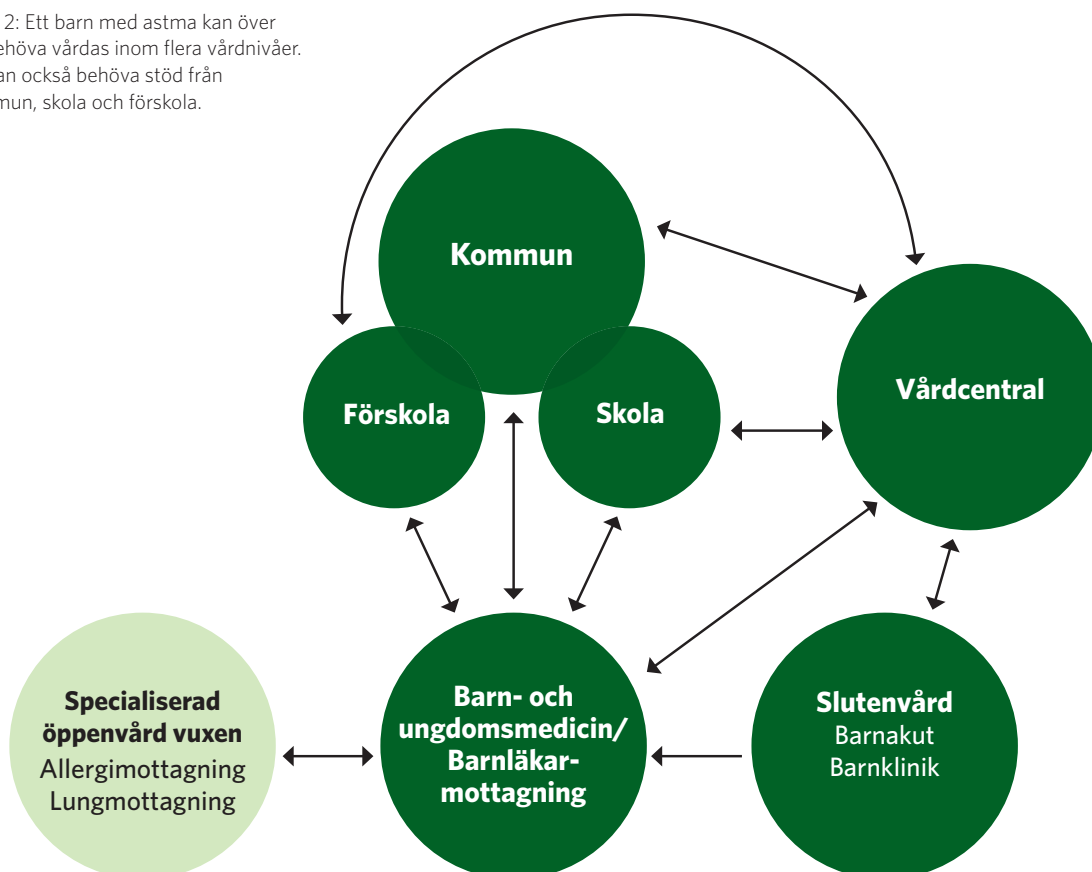 2: Ett barn med astma kan över
behöva vårdas inom flera vårdnivåer.
an också behöva stöd från
mun, skola och förskola.
Kommun
Förskola
Skola
Vårdcentral
Specialiserad
öppenvård vuxen
Allergimottagning
Lungmottagning
Barn- och
ungdomsmedicin/
Barnläkar-
mottagning
Slutenvård
Barnakut
Barnklinik